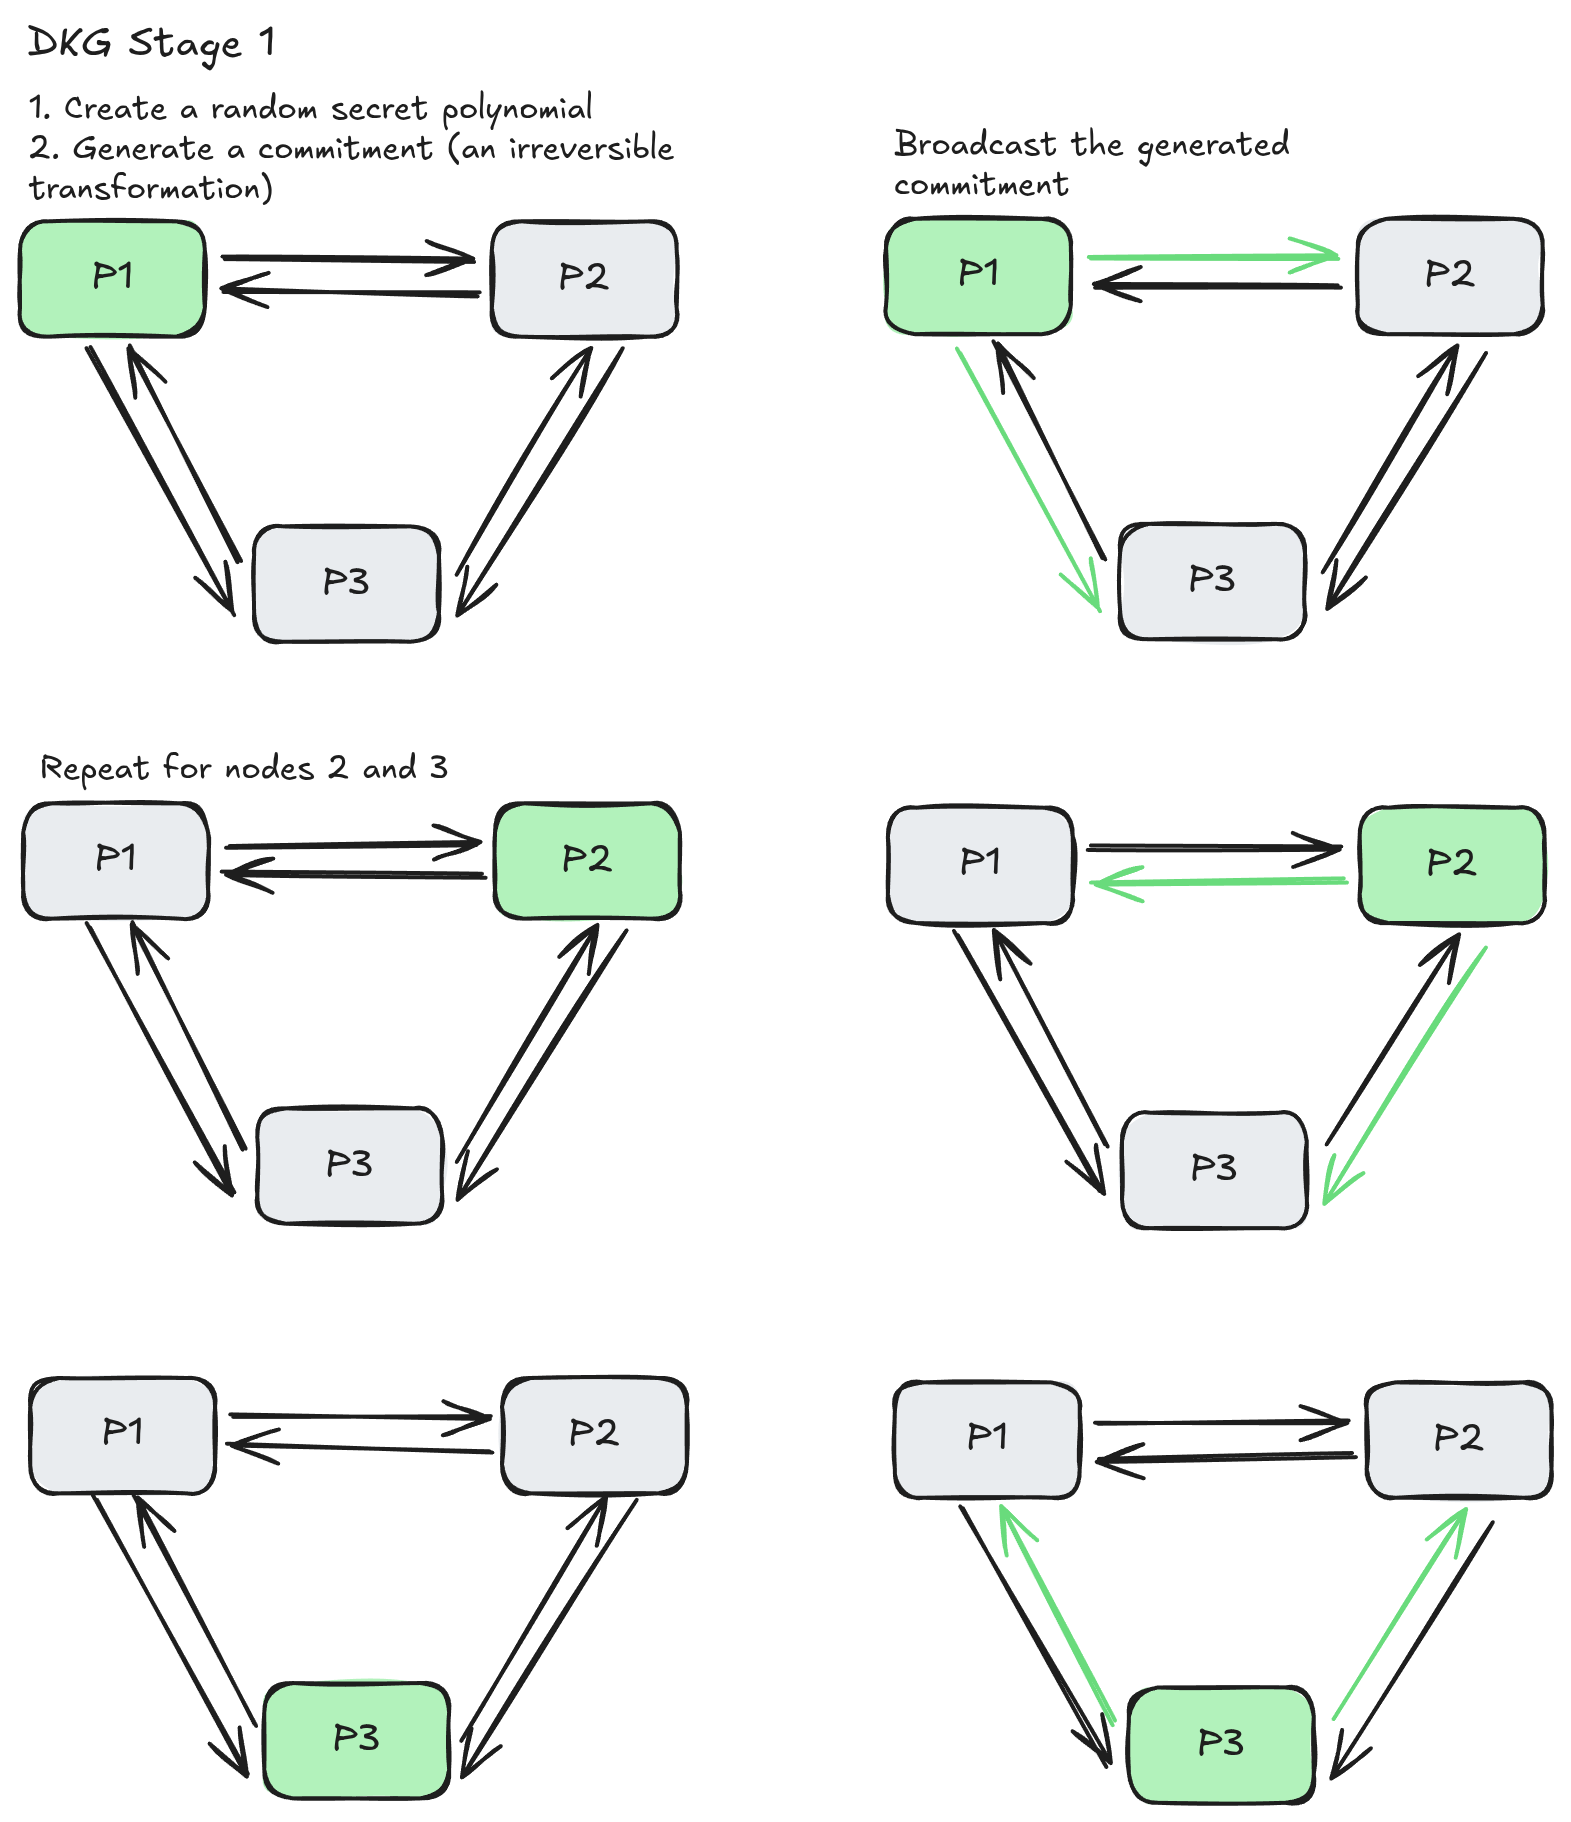 DKG Stage 1
1. Create a random secret polynomial
2. Generate a commitment (an irreversible
transformation)
P1
P2
P3
Broadcast the generated
commitment
P1
P2
P3
Repeat for nodes 2 and 3
P1
P2
P3
P1
P2
P3
P1
P2
P3
P1
P2
P3